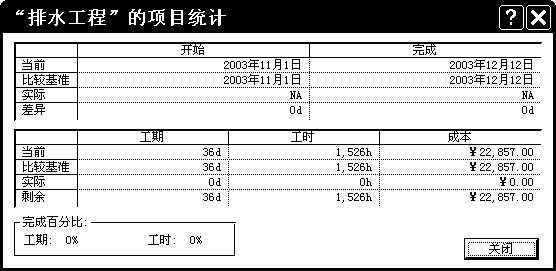 “排水工程”的项目统计
开始 完成
当前 2003年11月1日 2003年12月12日
比较基准 2003年11月1日 2003年12月12日
实际 NA NA
差异 0d 0d
工期 工时 成本
当前 36d 1,526h ¥22,857.00
比较基准 36d 1,526h ¥22,857.00
实际 0d 0h ¥0.00
剩余 36d 1,526h ¥22,857.00
完成百分比:
工期: 0% 工时: 0%
关闭